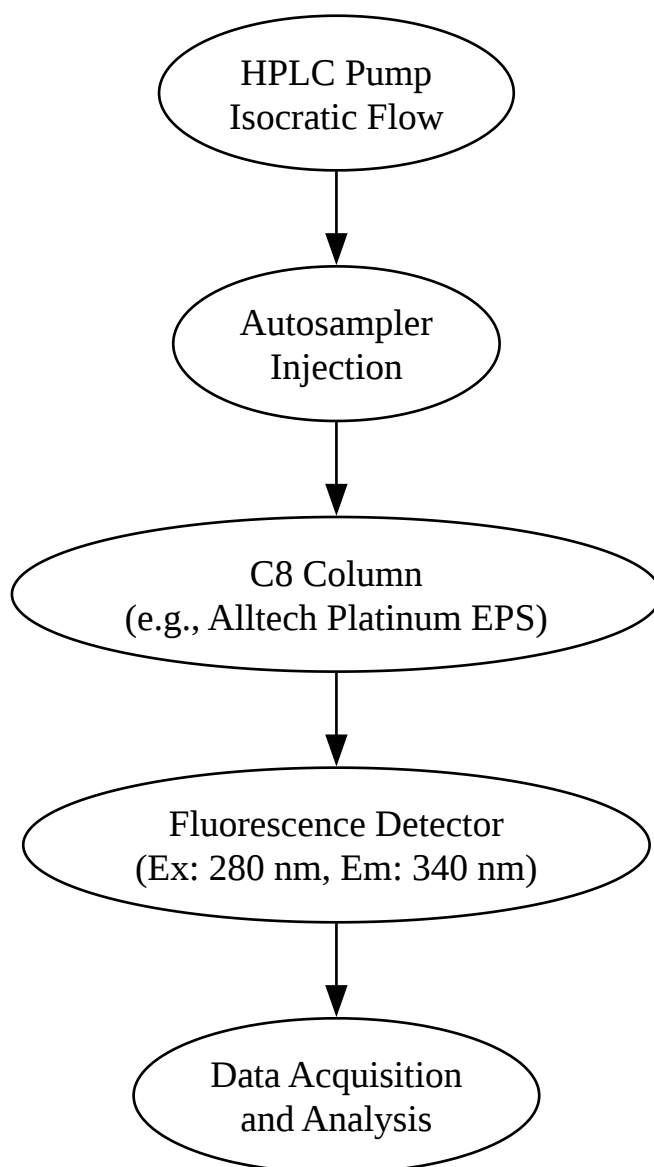 HPLC Pump
Isocratic Flow
Autosampler
Injection
C8 Column
(e.g., Alltech Platinum EPS)
Fluorescence Detector
(Ex: 280 nm, Em: 340 nm)
Data Acquisition
and Analysis